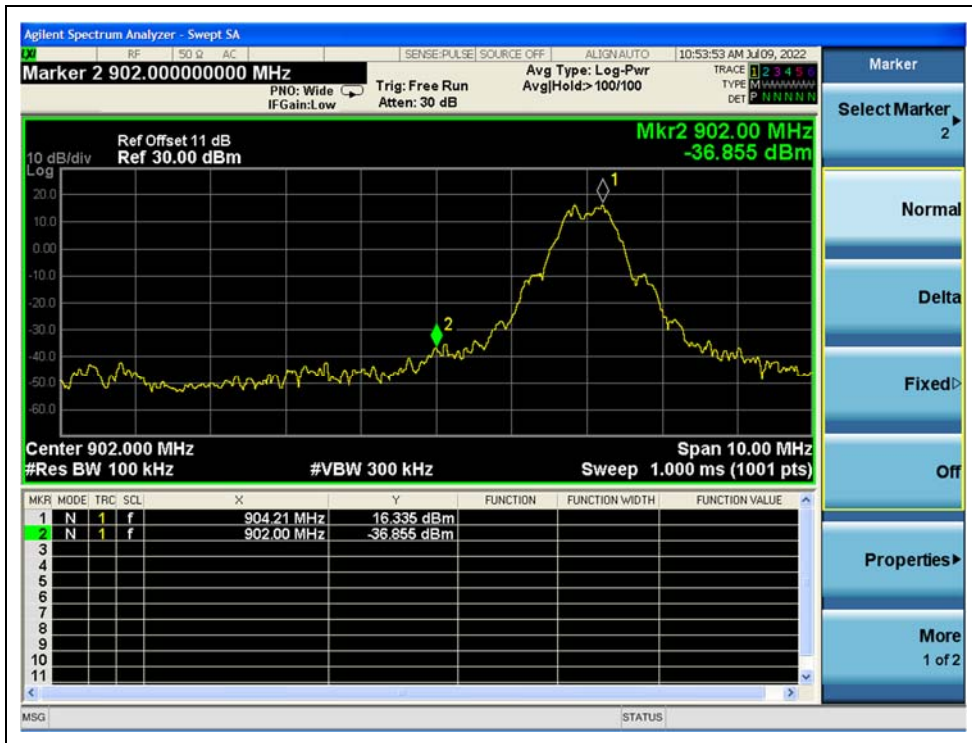 Agilent Spectrum Analyzer - Swept SA
LXI RF 50 Ω AC SENSE:PULSE SOURCE OFF ALIGN AUTO 10:53:53 AM Jul 09, 2022
Marker 2 902.000000000 MHz
PNO: Wide
IFGain:Low
Trig: Free Run
Atten: 30 dB
Avg Type: Log-Pwr
Avg|Hold:> 100/100
TRACE 1 2 3 4 5 6
TYPE M
DET P N N N N N
Mkr2 902.00 MHz
-36.855 dBm
Ref Offset 11 dB
10 dB/div Ref 30.00 dBm
Log
20.0
10.0
0.00
-10.0
-20.0
-30.0
-40.0
-50.0
-60.0
1
2
Center 902.000 MHz Span 10.00 MHz
#Res BW 100 kHz #VBW 300 kHz Sweep 1.000 ms (1001 pts)
MKR MODE TRC SCL X Y FUNCTION FUNCTION WIDTH FUNCTION VALUE
1 N 1 f 904.21 MHz 16.335 dBm
2 N 1 f 902.00 MHz -36.855 dBm
3
4
5
6
7
8
9
10
11
MSG STATUS
Marker
Select Marker
2
Normal
Delta
Fixed
Off
Properties
More
1 of 2